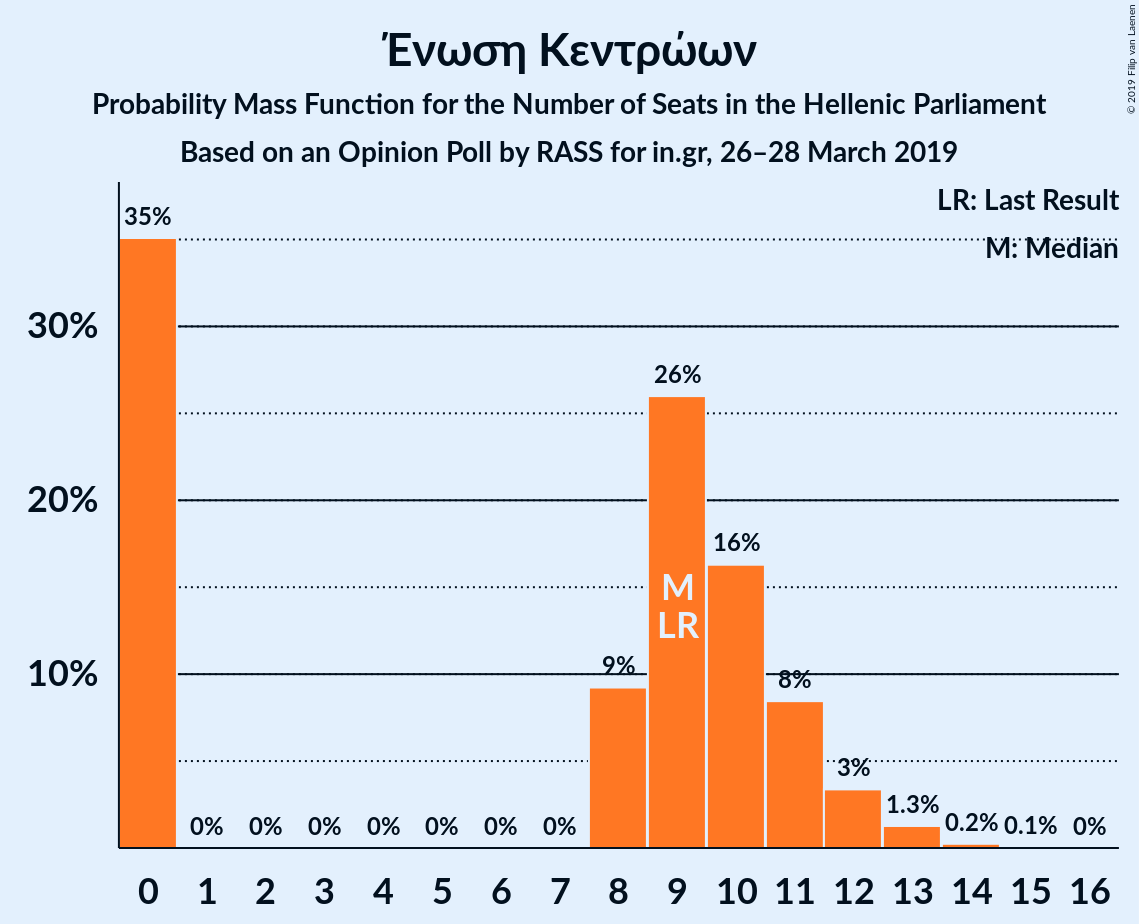 Ένωση Κεντρώων
Probability Mass Function for the Number of Seats in the Hellenic Parliament
Based on an Opinion Poll by RASS for in.gr, 26–28 March 2019
© 2019 Filip van Laenen
LR: Last Result
M: Median
35%
30%
26%
20%
16%
M
LR
10%
9%
8%
3%
1.3%
0.2%
0.1%
0%
0% 0% 0% 0% 0% 0% 0%
0 1 2 3 4 5 6 7 8 9 10 11 12 13 14 15 16